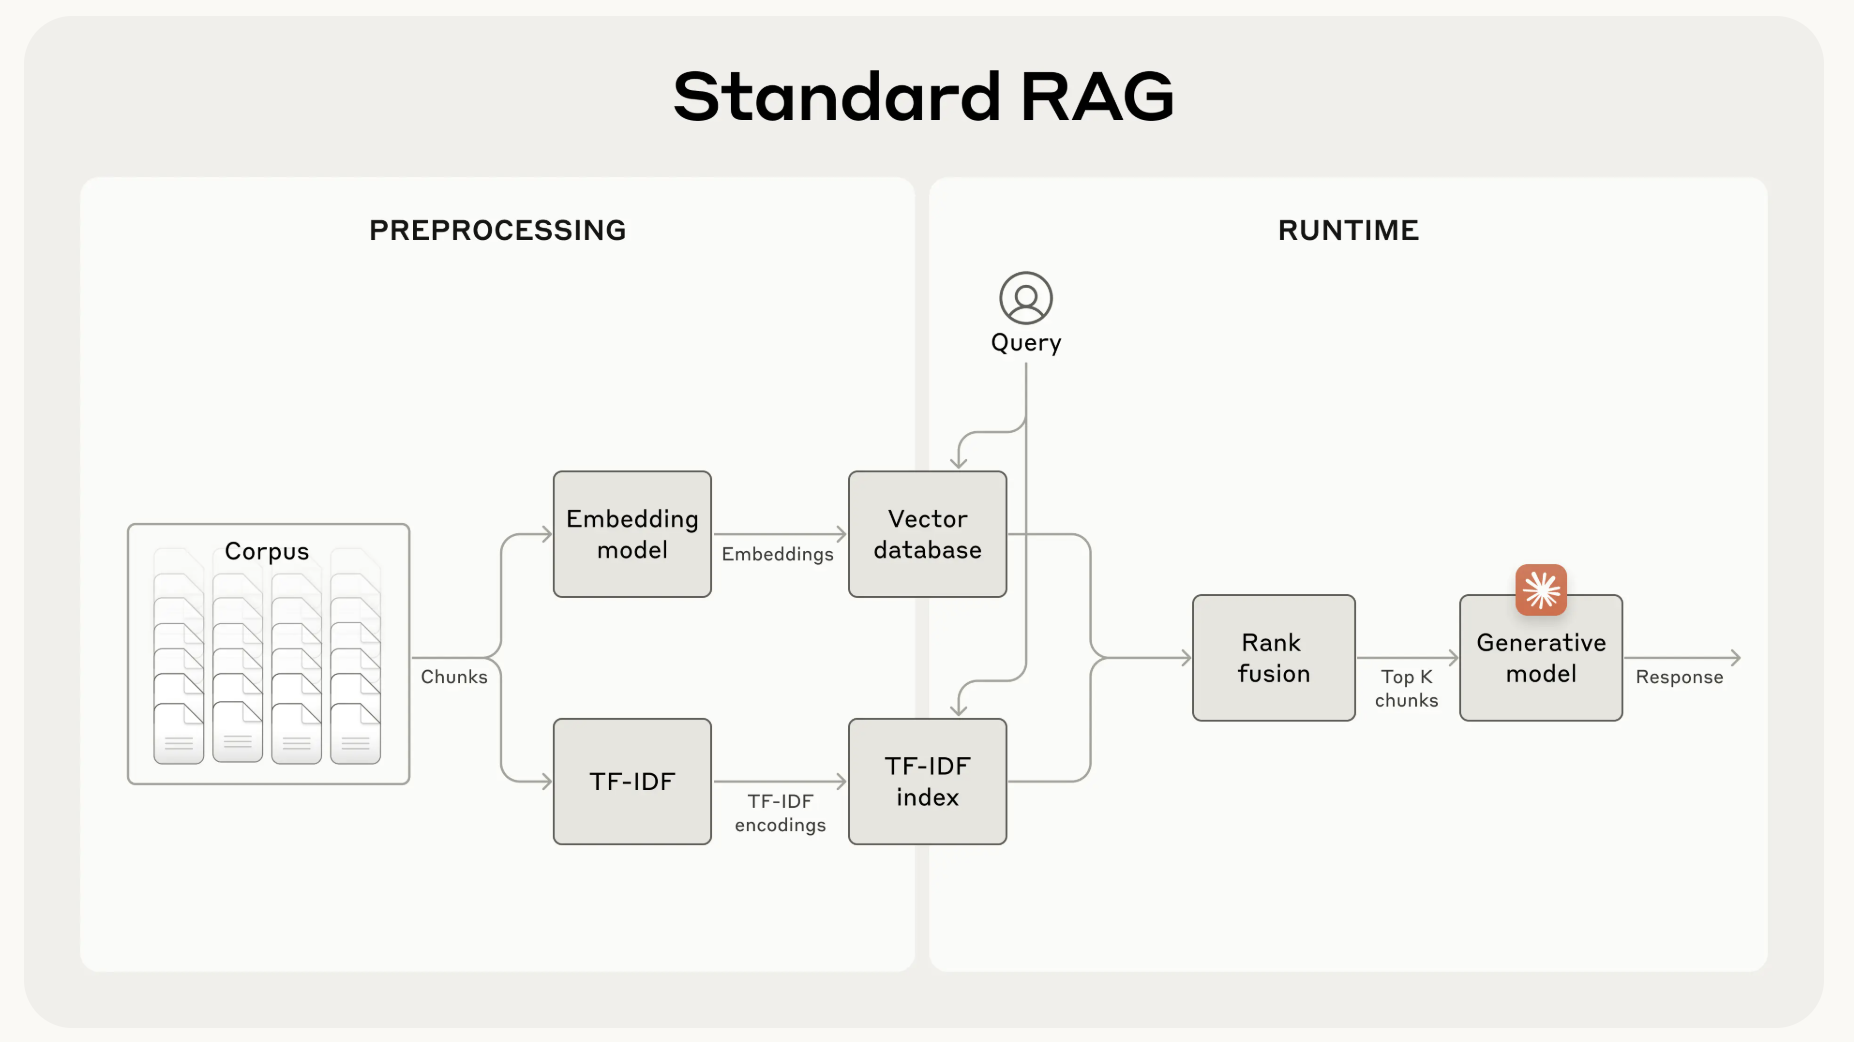 Standard RAG
PREPROCESSING
RUNTIME
Query
Corpus
Chunks
Embedding
model
Embeddings
Vector
database
TF-IDF
TF-IDF
encodings
TF-IDF
index
Rank
fusion
Top K
chunks
Generative
model
Response